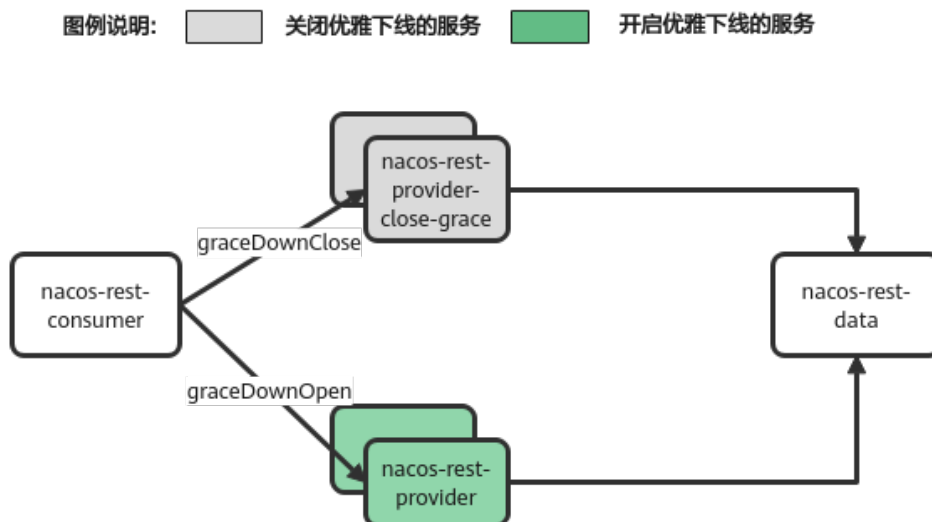 图例说明: 关闭优雅下线的服务 开启优雅下线的服务
nacos-rest-
provider-
close-grace
graceDownClose
nacos-rest-
consumer
nacos-rest-
data
graceDownOpen
nacos-rest-
provider